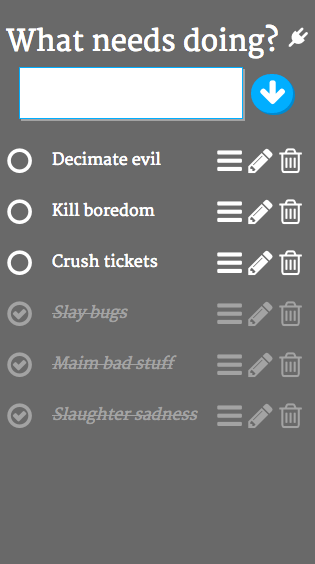 What needs doing?
Decimate evil
Kill boredom
Crush tickets
Slay bugs
Maim bad stuff
Slaughter sadness